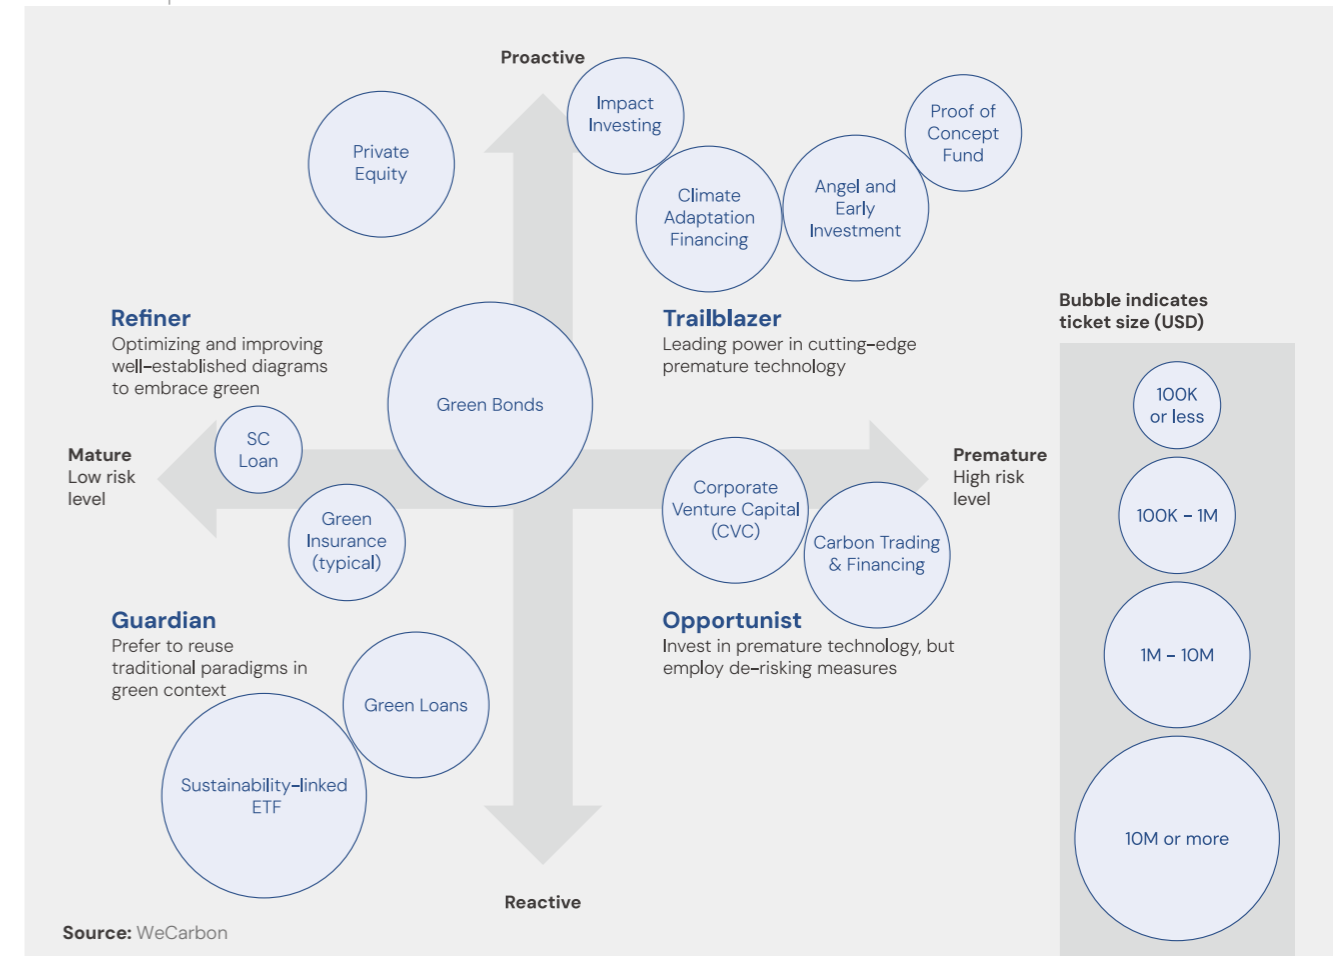 Proactive
Impact
Investing
Proof of
Concept
Fund
Private
Equity
Climate
Adaptation
Financing
Angel and
Early
Investment
Refiner
Optimizing and improving
well-established diagrams
to embrace green
Trailblazer
Leading power in cutting-edge
premature technology
Green Bonds
SC
Loan
Mature
Low risk
level
Premature
High risk
level
Green
Insurance
(typical)
Corporate
Venture Capital
(CVC)
Carbon Trading
& Financing
Guardian
Prefer to reuse
traditional paradigms in
green context
Opportunist
Invest in premature technology, but
employ de-risking measures
Green Loans
Sustainability-linked
ETF
Reactive
Bubble indicates
ticket size (USD)
100K
or less
100K – 1M
1M – 10M
10M or more
Source: WeCarbon